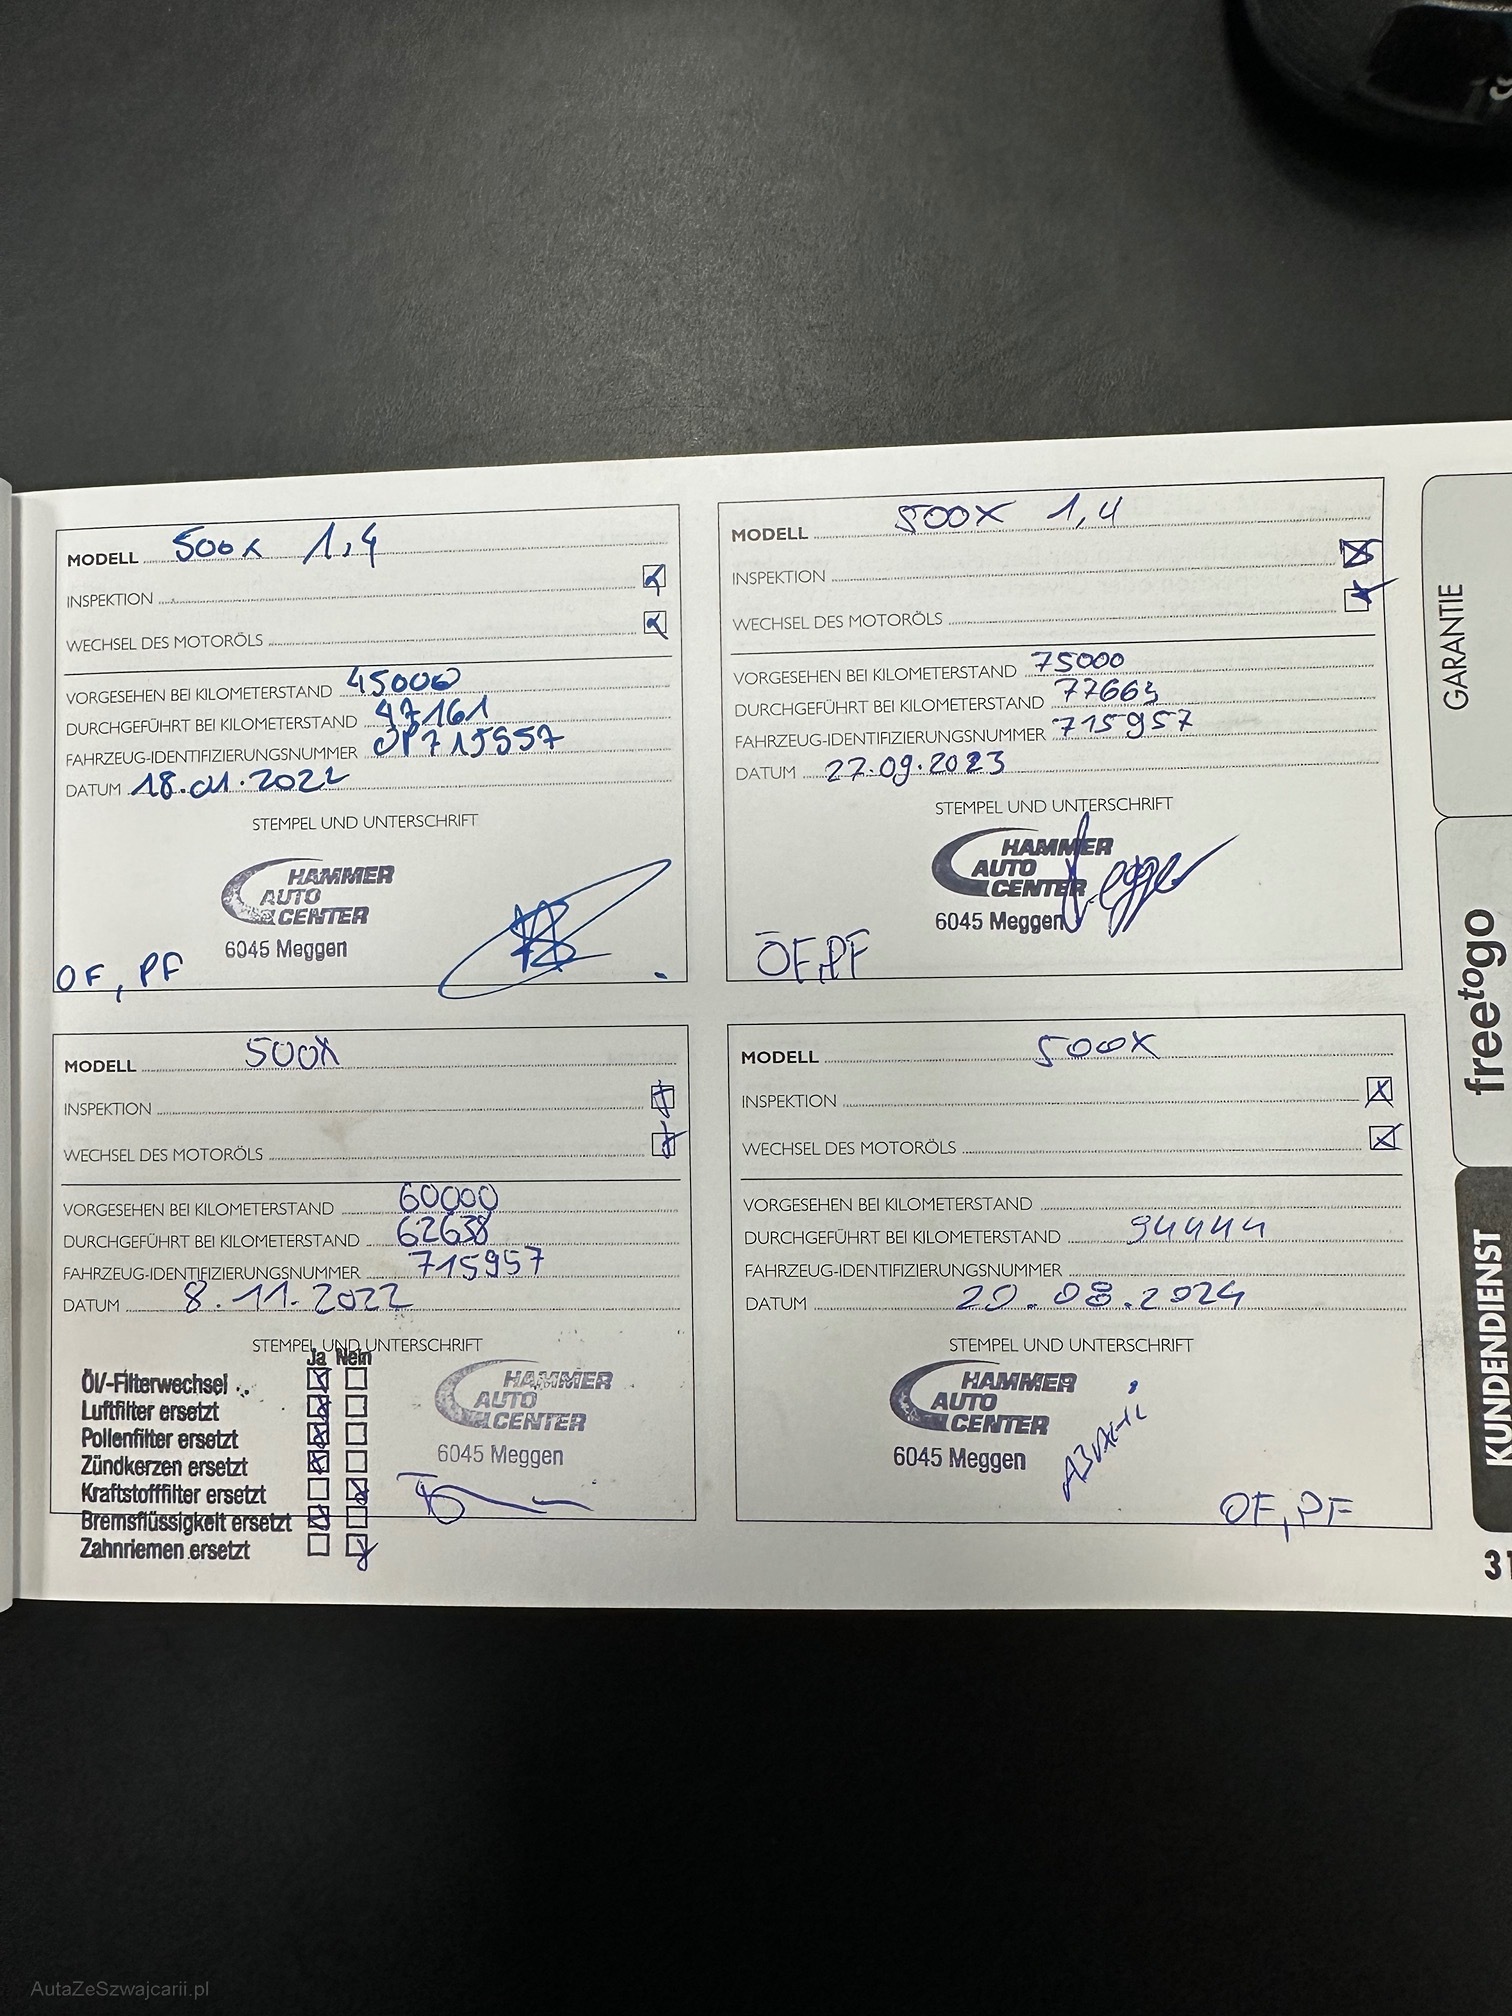 MODELL 500x 1,4
INSPEKTION
WECHSEL DES MOTORÖLS
VORGESEHEN BEI KILOMETERSTAND 45000
DURCHGEFÜHRT BEI KILOMETERSTAND 47161
FAHRZEUG-IDENTIFIZIERUNGSNUMMER JP715957
DATUM 18.01.2022
STEMPEL UND UNTERSCHRIFT
HAMMER
AUTO
CENTER
6045 Meggen
OF, PF
MODELL 500X 1,4
INSPEKTION
WECHSEL DES MOTORÖLS
VORGESEHEN BEI KILOMETERSTAND 75000
DURCHGEFÜHRT BEI KILOMETERSTAND 77663
FAHRZEUG-IDENTIFIZIERUNGSNUMMER 715957
DATUM 27.09.2023
STEMPEL UND UNTERSCHRIFT
HAMMER
AUTO
CENTER
6045 Meggen
ÖF,PF
MODELL 500X
INSPEKTION
WECHSEL DES MOTORÖLS
VORGESEHEN BEI KILOMETERSTAND 60000
DURCHGEFÜHRT BEI KILOMETERSTAND 62638
FAHRZEUG-IDENTIFIZIERUNGSNUMMER 715957
DATUM 8.11.2022
STEMPEL UND UNTERSCHRIFT
Ja Nein
Öl/-Filterwechsel
Luftfilter ersetzt
Pollenfilter ersetzt
Zündkerzen ersetzt
Kraftstofffilter ersetzt
Bremsflüssigkeit ersetzt
Zahnriemen ersetzt
HAMMER
AUTO
CENTER
6045 Meggen
MODELL 500X
INSPEKTION
WECHSEL DES MOTORÖLS
VORGESEHEN BEI KILOMETERSTAND
DURCHGEFÜHRT BEI KILOMETERSTAND 94444
FAHRZEUG-IDENTIFIZIERUNGSNUMMER
DATUM 20.08.2024
STEMPEL UND UNTERSCHRIFT
HAMMER
AUTO
CENTER
6045 Meggen
OF,PF
GARANTIE
freetogo
KUNDENDIENST
31
AutaZeSzwajcarii.pl